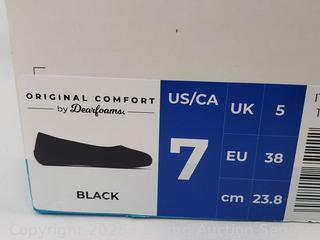 ORIGINAL COMFORT
by Dearfoams.
BLACK
US/CA
7
UK 5
EU 38
cm 23.8